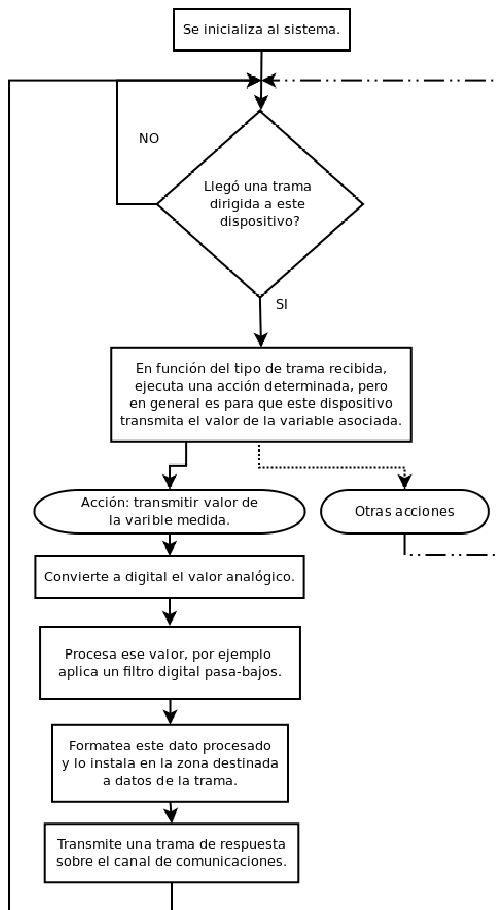 Se inicializa al sistema.
NO
Llegó una trama
dirigida a este
dispositivo?
SI
En función del tipo de trama recibida,
ejecuta una acción determinada, pero
en general es para que este dispositivo
transmita el valor de la variable asociada.
Acción: transmitir valor de
la varible medida.
Otras acciones
Convierte a digital el valor analógico.
Procesa ese valor, por ejemplo
aplica un filtro digital pasa-bajos.
Formatea este dato procesado
y lo instala en la zona destinada
a datos de la trama.
Transmite una trama de respuesta
sobre el canal de comunicaciones.